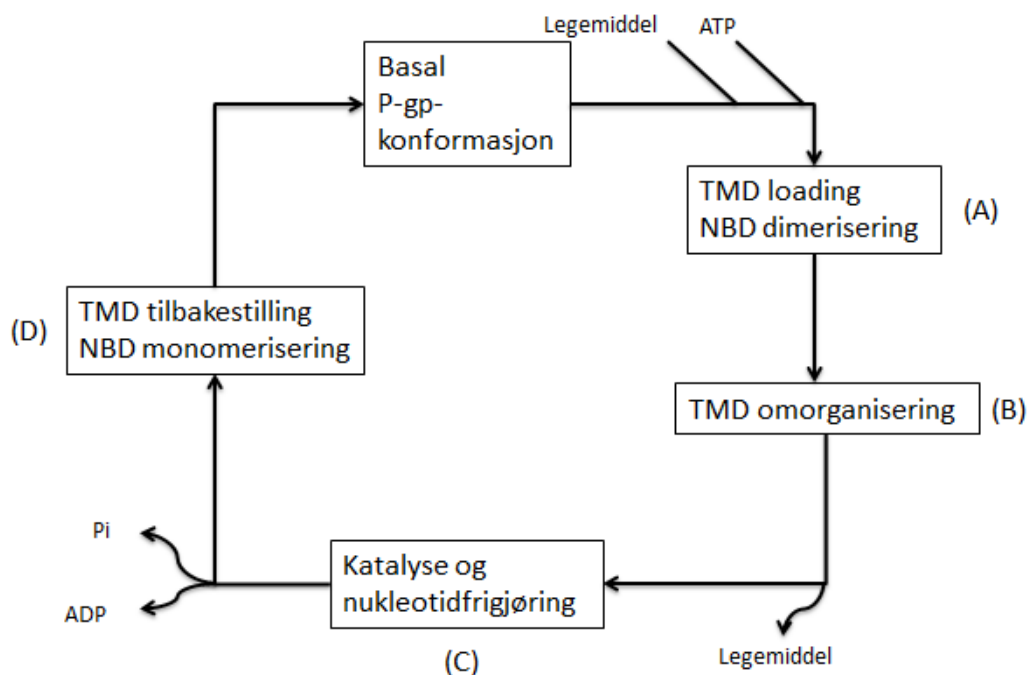 Legemiddel
ATP
Basal
P-gp-
konformasjon
TMD loading
NBD dimerisering
(A)
TMD omorganisering
(B)
Legemiddel
Katalyse og
nukleotidfrigjøring
(C)
Pi
ADP
(D)
TMD tilbakestilling
NBD monomerisering